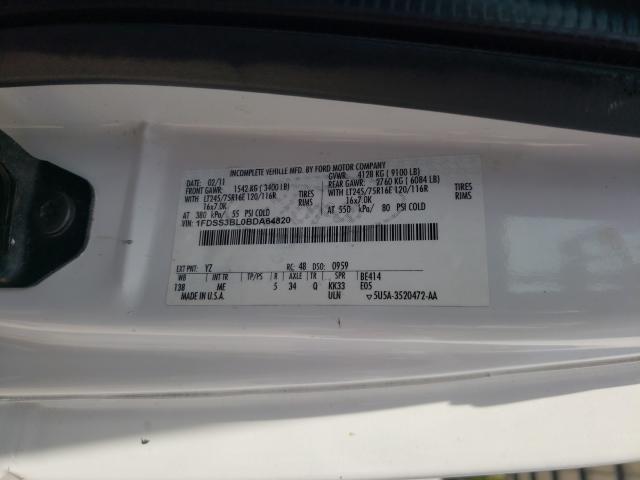 INCOMPLETE VEHILLE MFG. BY FORD MOTOR COMPANY
DATE: 02/11 GVWR: 4128 KG ( 9100 LB)
FRONT GAWR: 1542 KG ( 3400 LB) REAR GAWR: 2760 KG ( 6084 LB)
WITH LT245/75R16E 120/116R TIRES WITH LT245/75R16E 120/116R TIRES
16x7.0K RIMS 16x7.0K RIMS
AT 380 kPa/ 55 PSI COLD AT 550 kPa/ 80 PSI COLD
VIN: 1FDSS3BL0BDA64820
EXT PNT: YZ RC: 48 DSO: 0959
WB INT TR TP/PS R AXLE TR SPR BE414
138 ME 5 34 Q KK33 E05
MADE IN U.S.A. ULN ▽5U5A-3520472-AA